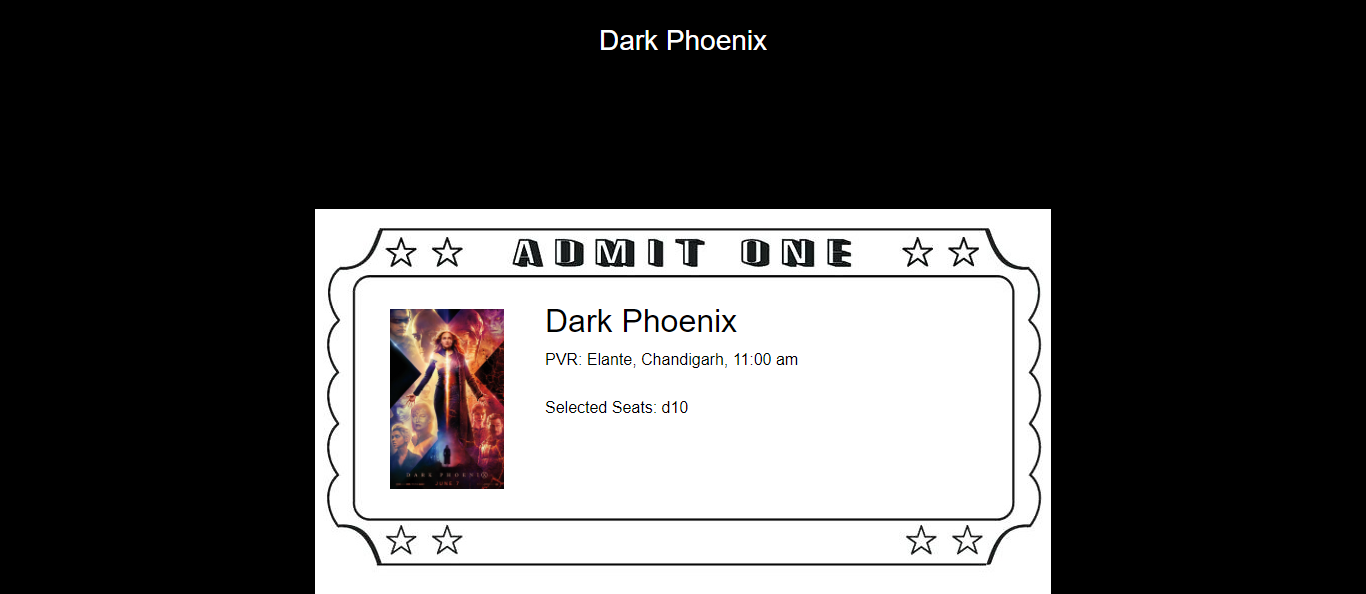 Dark Phoenix
ADMIT ONE
Dark Phoenix
PVR: Elante, Chandigarh, 11:00 am
Selected Seats: d10
DARK PHOENIX
JUNE 7